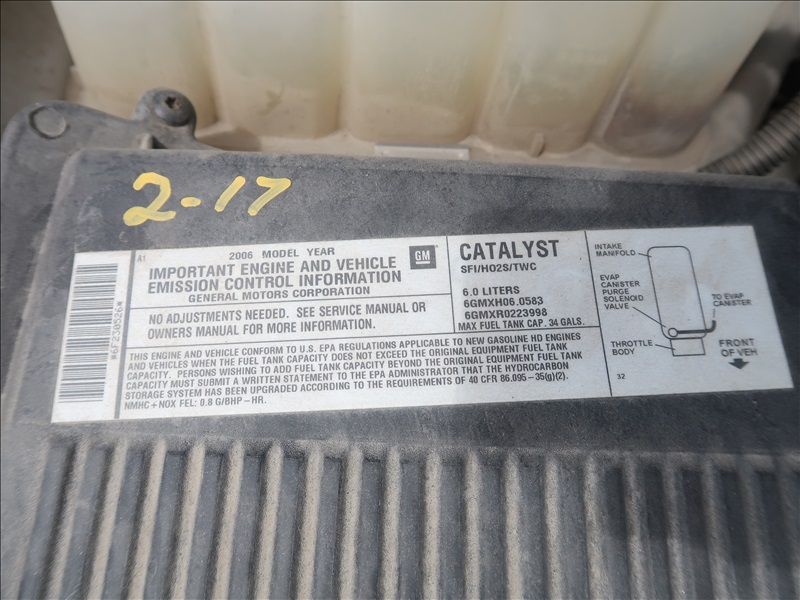 2-17
A1
2006 MODEL YEAR
IMPORTANT ENGINE AND VEHICLE
EMISSION CONTROL INFORMATION
GENERAL MOTORS CORPORATION
GM
NO ADJUSTMENTS NEEDED. SEE SERVICE MANUAL OR
OWNERS MANUAL FOR MORE INFORMATION.
CATALYST
SFI/HO2S/TWC
6.0 LITERS
6GMXH06.0583
6GMXR0223998
MAX FUEL TANK CAP. 34 GALS.
THIS ENGINE AND VEHICLE CONFORM TO U.S. EPA REGULATIONS APPLICABLE TO NEW GASOLINE HD ENGINES
AND VEHICLES WHEN THE FUEL TANK CAPACITY DOES NOT EXCEED THE ORIGINAL EQUIPMENT FUEL TANK
CAPACITY. PERSONS WISHING TO ADD FUEL TANK CAPACITY BEYOND THE ORIGINAL EQUIPMENT FUEL TANK
CAPACITY MUST SUBMIT A WRITTEN STATEMENT TO THE EPA ADMINISTRATOR THAT THE HYDROCARBON
STORAGE SYSTEM HAS BEEN UPGRADED ACCORDING TO THE REQUIREMENTS OF 40 CFR 86.095-35(g)(2).
NMHC + NOX FEL: 0.8 G/BHP-HR.
INTAKE
MANIFOLD
EVAP
CANISTER
PURGE
SOLENOID
VALVE
TO EVAP
CANISTER
THROTTLE
BODY
FRONT
OF VEH
32
*6F230526*